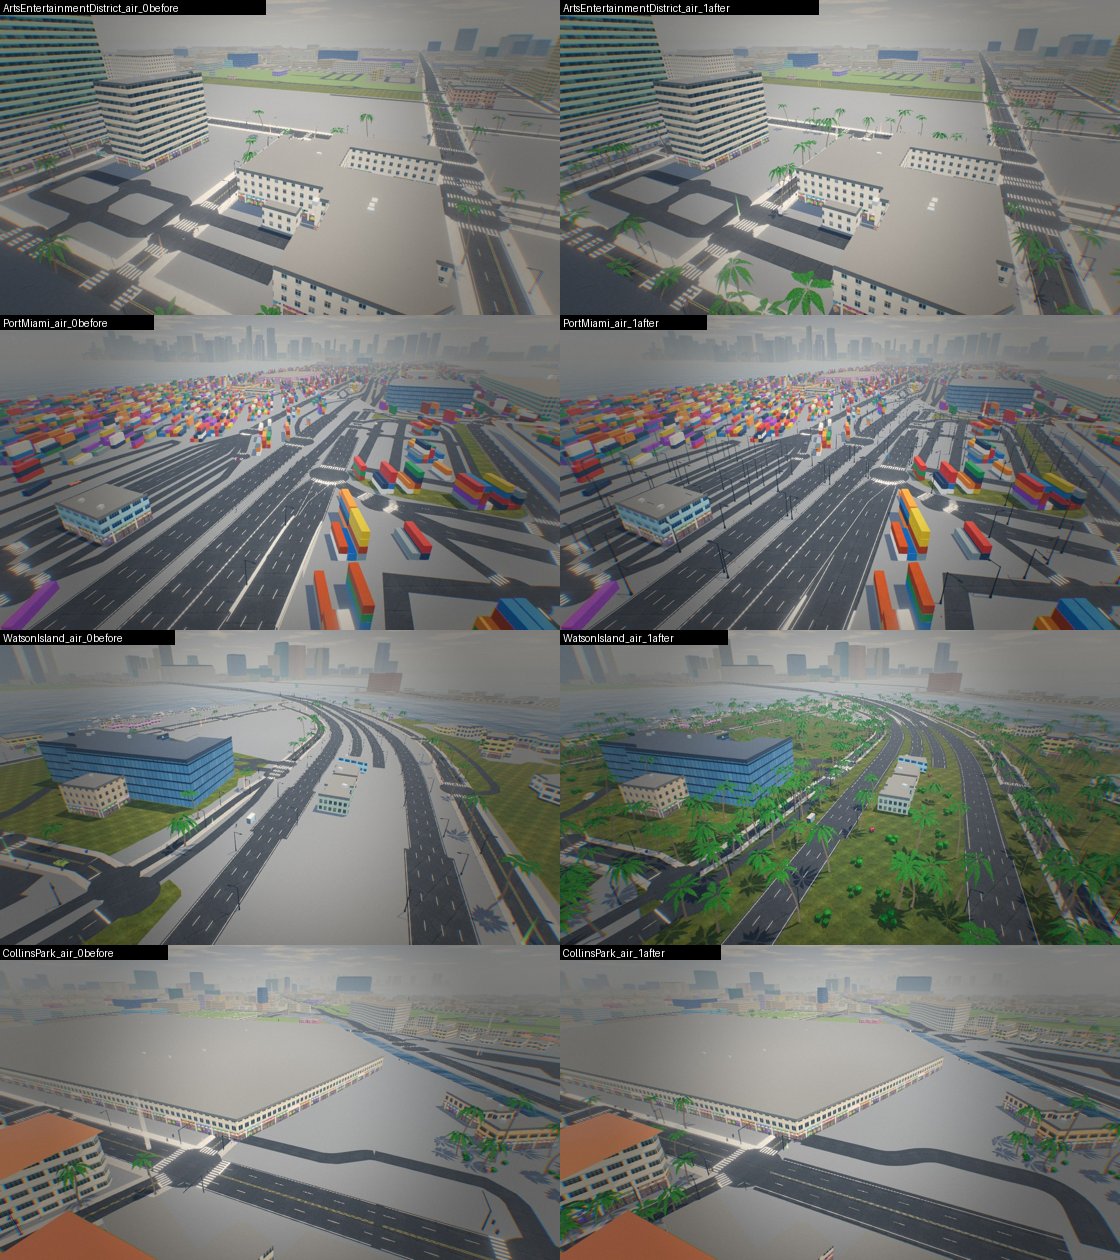 ArtsEntertainmentDistrict_air_0before
ArtsEntertainmentDistrict_air_1after
PortMiami_air_0before
PortMiami_air_1after
WatsonIsland_air_0before
WatsonIsland_air_1after
CollinsPark_air_0before
CollinsPark_air_1after